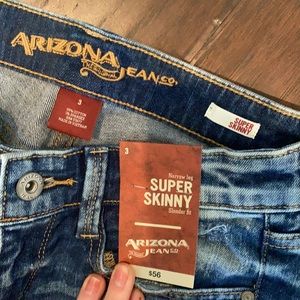 ARIZONA
JEAN CO.
3
SUPER
SKINNY
3
Narrow leg
SUPER
SKINNY
Slender fit
ARIZONA
JEAN CO
$56